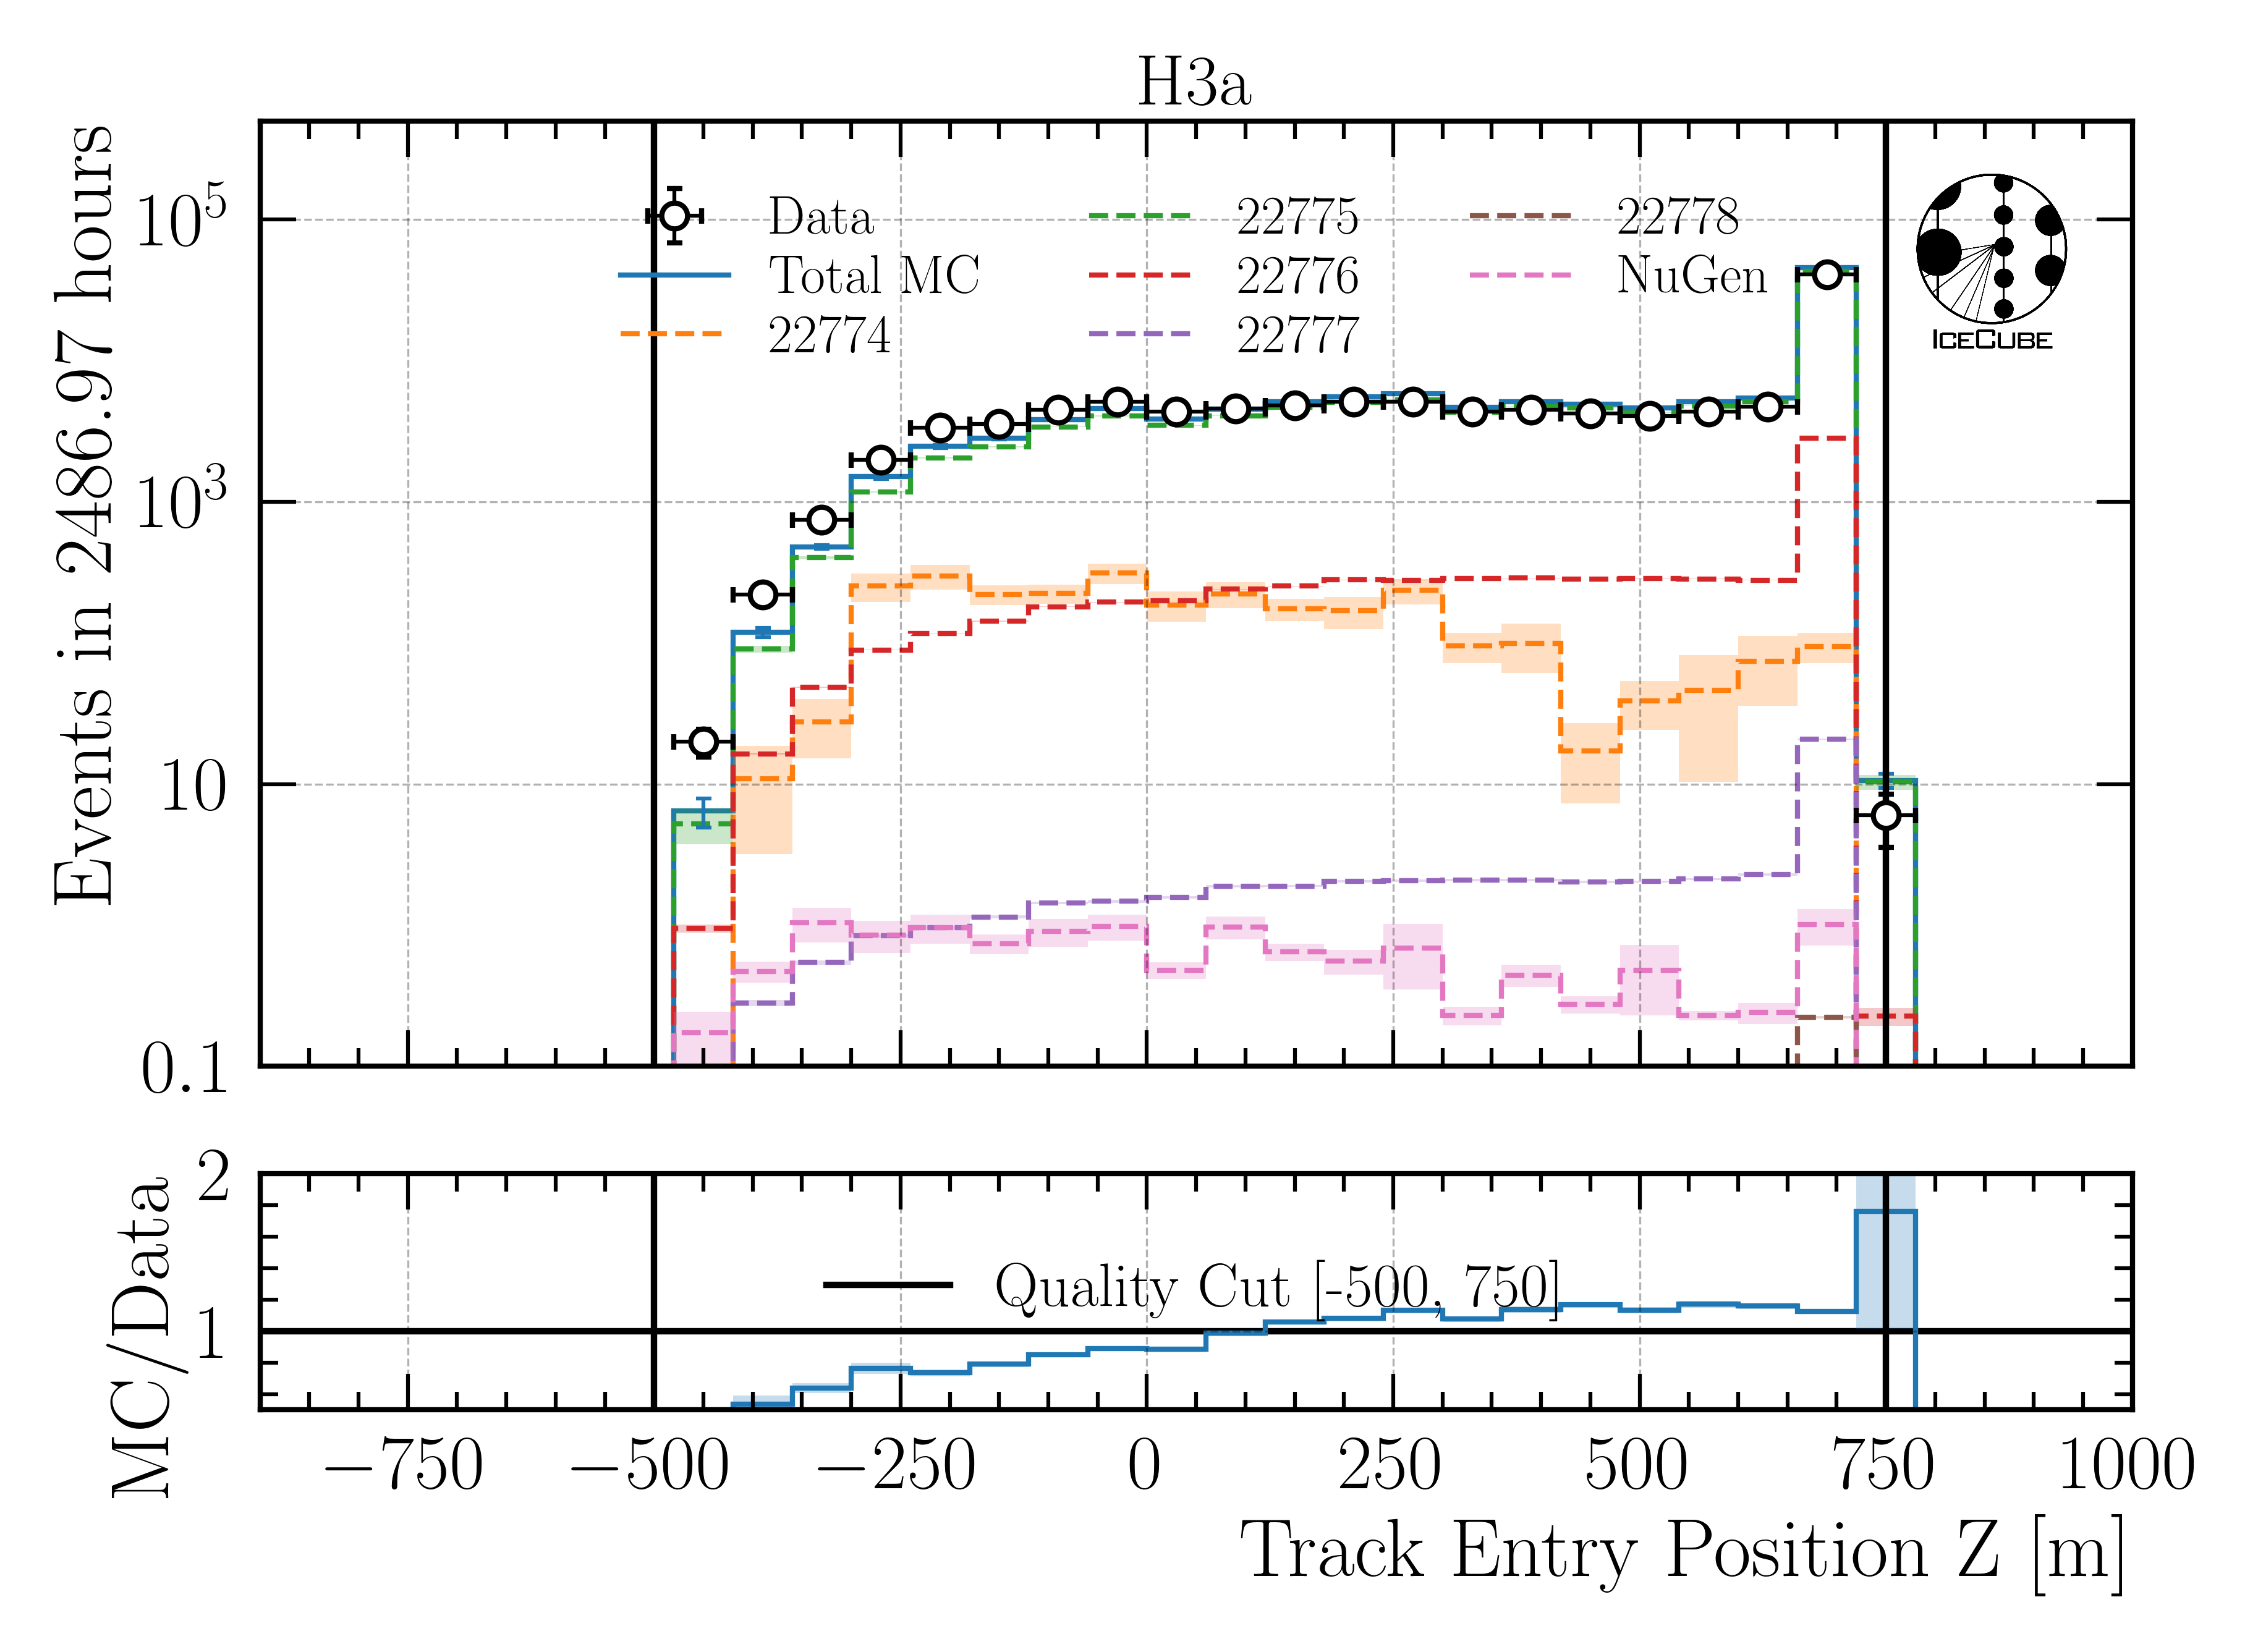 H3a
Events in 2486.97 hours
10^5
10^3
10
0.1
Data
Total MC
22774
22775
22776
22777
22778
NuGen
ICECUBE
MC/Data
2
1
Quality Cut [-500, 750]
−750
−500
−250
0
250
500
750
1000
Track Entry Position Z [m]